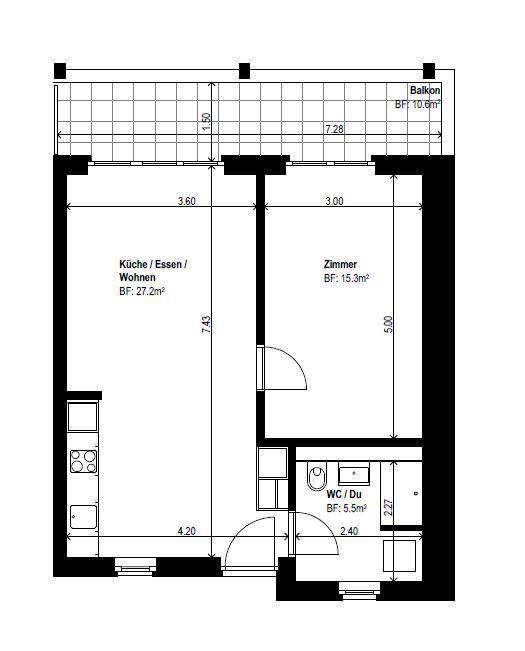 Balkon
BF: 10.6m²
1.50
7.28
3.60
3.00
Küche / Essen /
Wohnen
BF: 27.2m²
Zimmer
BF: 15.3m²
7.43
5.00
WC / Du
BF: 5.5m²
2.27
4.20
2.40